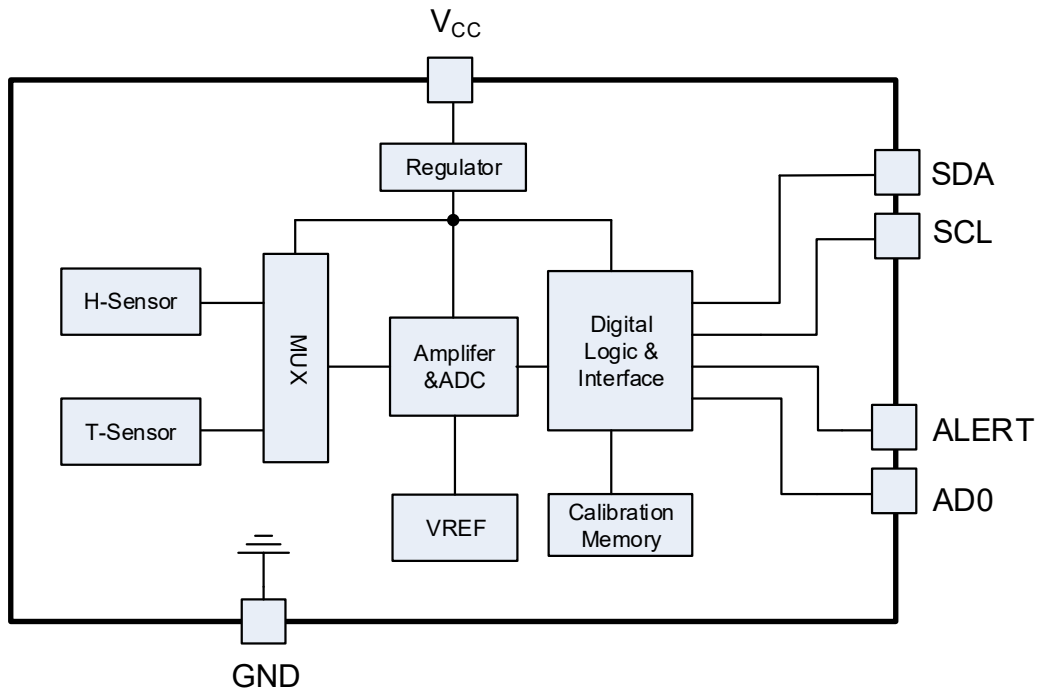 VCC
Regulator
SDA
SCL
H-Sensor
MUX
T-Sensor
Amplifer
&ADC
Digital
Logic &
Interface
ALERT
AD0
VREF
Calibration
Memory
GND